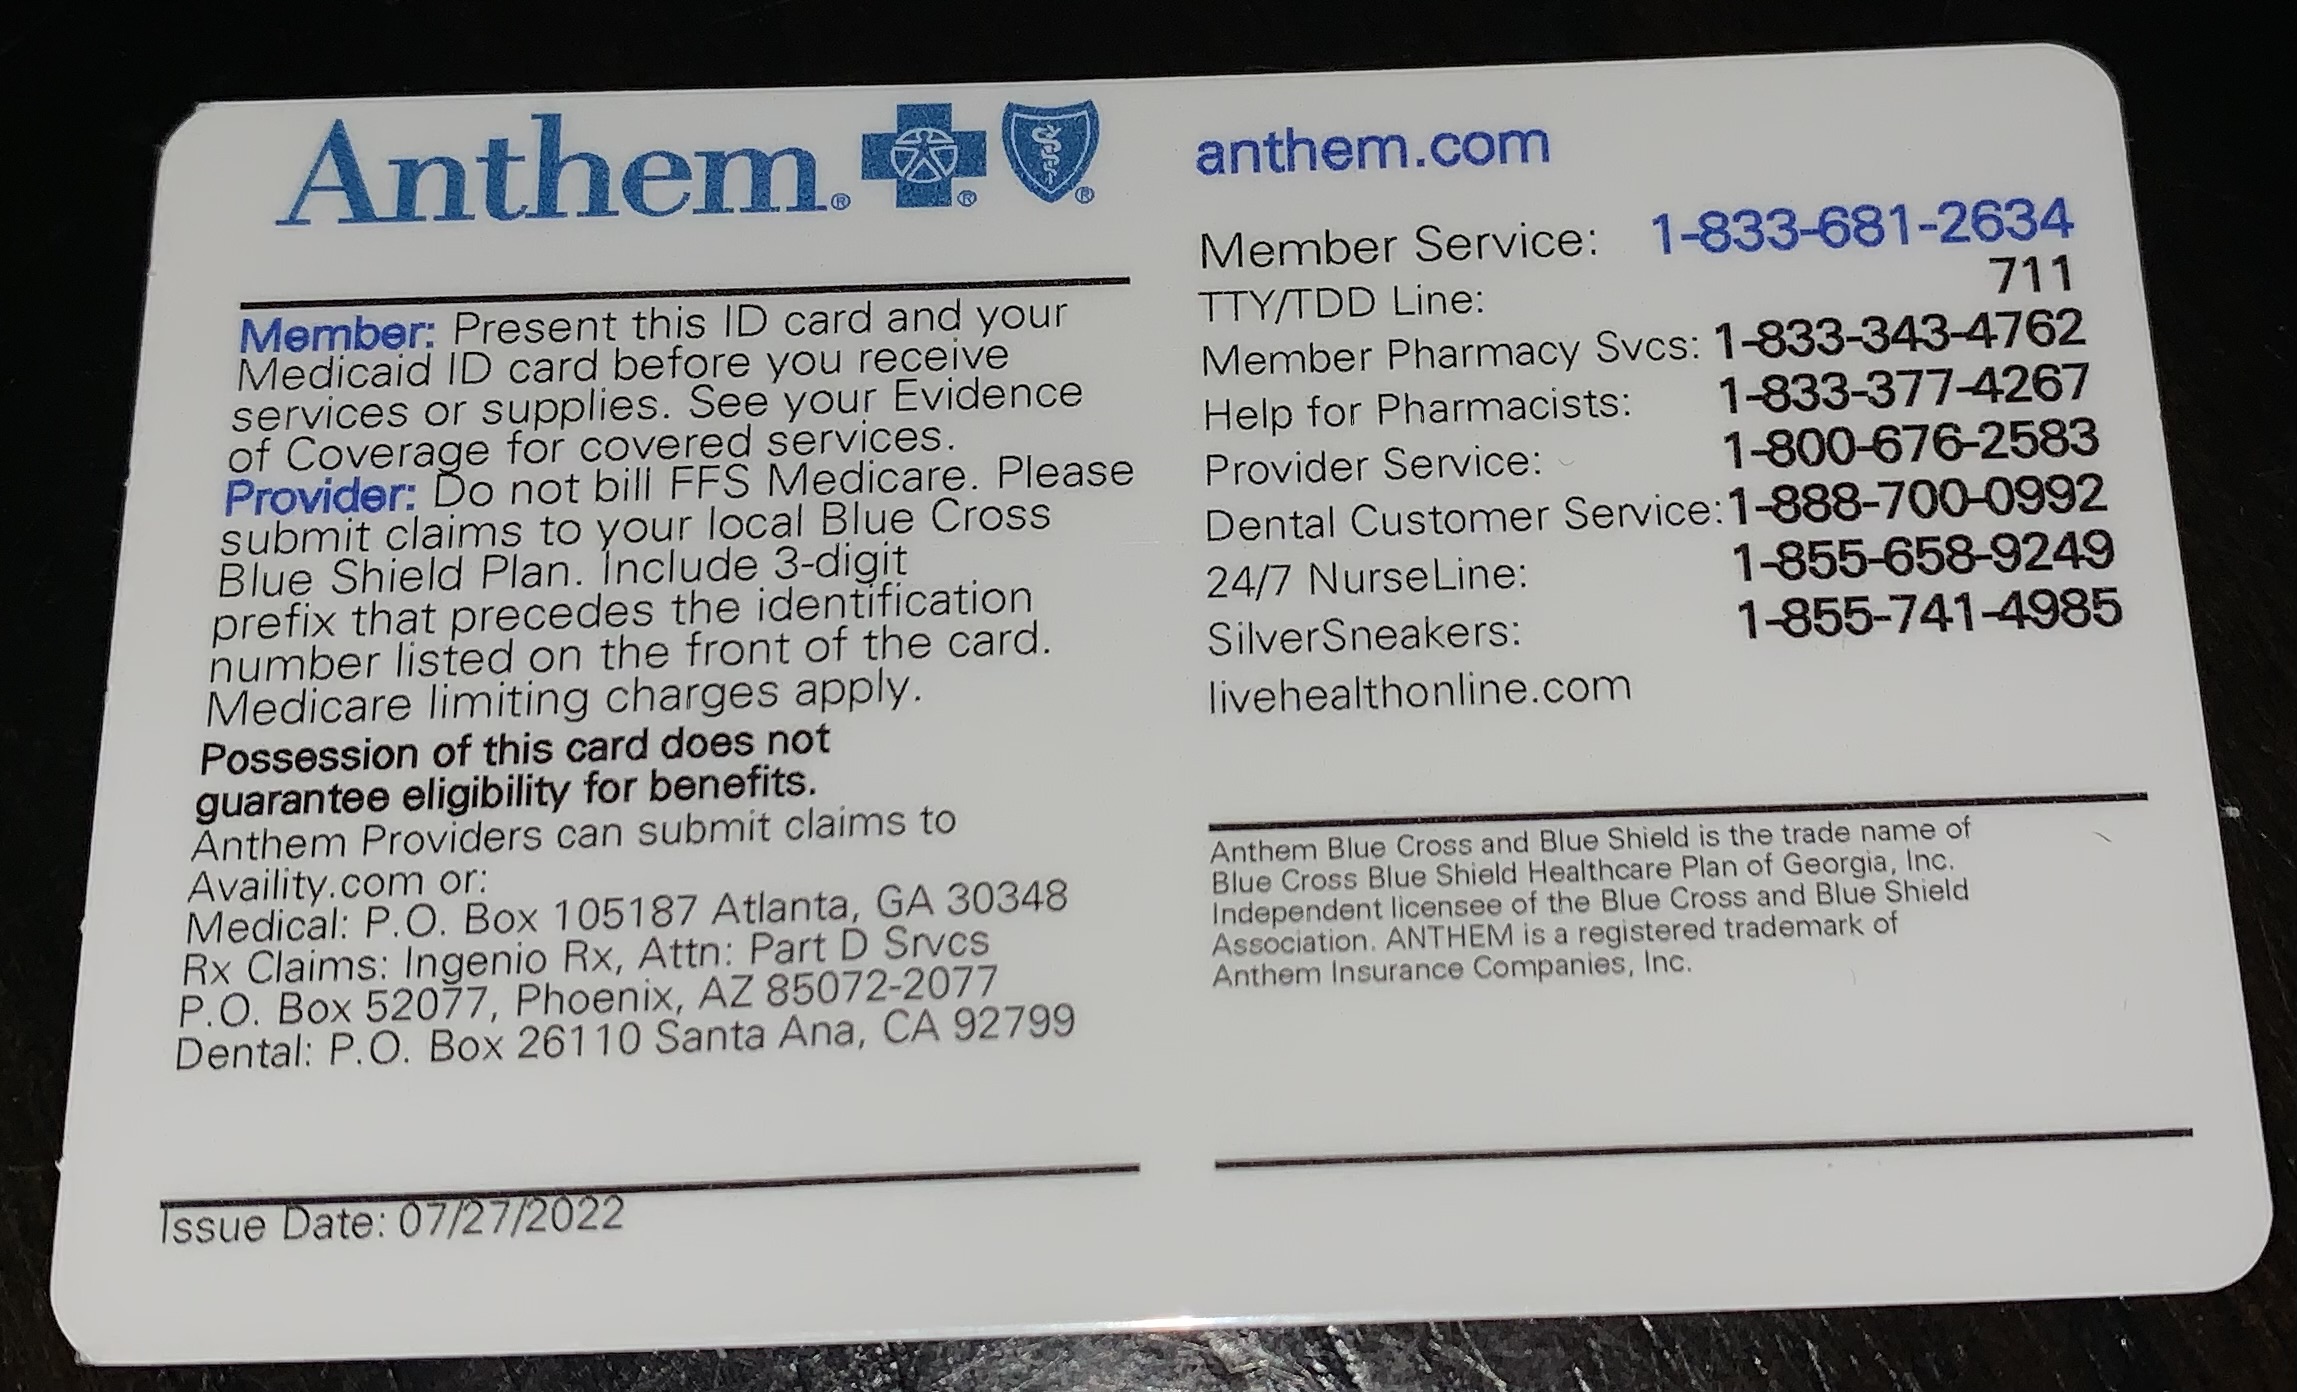 Anthem.®
Member: Present this ID card and your
Medicaid ID card before you receive
services or supplies. See your Evidence
of Coverage for covered services.
Provider: Do not bill FFS Medicare. Please
submit claims to your local Blue Cross
Blue Shield Plan. Include 3-digit
prefix that precedes the identification
number listed on the front of the card.
Medicare limiting charges apply.
Possession of this card does not
guarantee eligibility for benefits.
Anthem Providers can submit claims to
Availity.com or:
Medical: P.O. Box 105187 Atlanta, GA 30348
Rx Claims: Ingenio Rx, Attn: Part D Srvcs
P.O. Box 52077, Phoenix, AZ 85072-2077
Dental: P.O. Box 26110 Santa Ana, CA 92799
Issue Date: 07/27/2022
anthem.com
Member Service: 1-833-681-2634
TTY/TDD Line: 711
Member Pharmacy Svcs: 1-833-343-4762
Help for Pharmacists: 1-833-377-4267
Provider Service: 1-800-676-2583
Dental Customer Service: 1-888-700-0992
24/7 NurseLine: 1-855-658-9249
SilverSneakers: 1-855-741-4985
livehealthonline.com
Anthem Blue Cross and Blue Shield is the trade name of
Blue Cross Blue Shield Healthcare Plan of Georgia, Inc.
Independent licensee of the Blue Cross and Blue Shield
Association. ANTHEM is a registered trademark of
Anthem Insurance Companies, Inc.